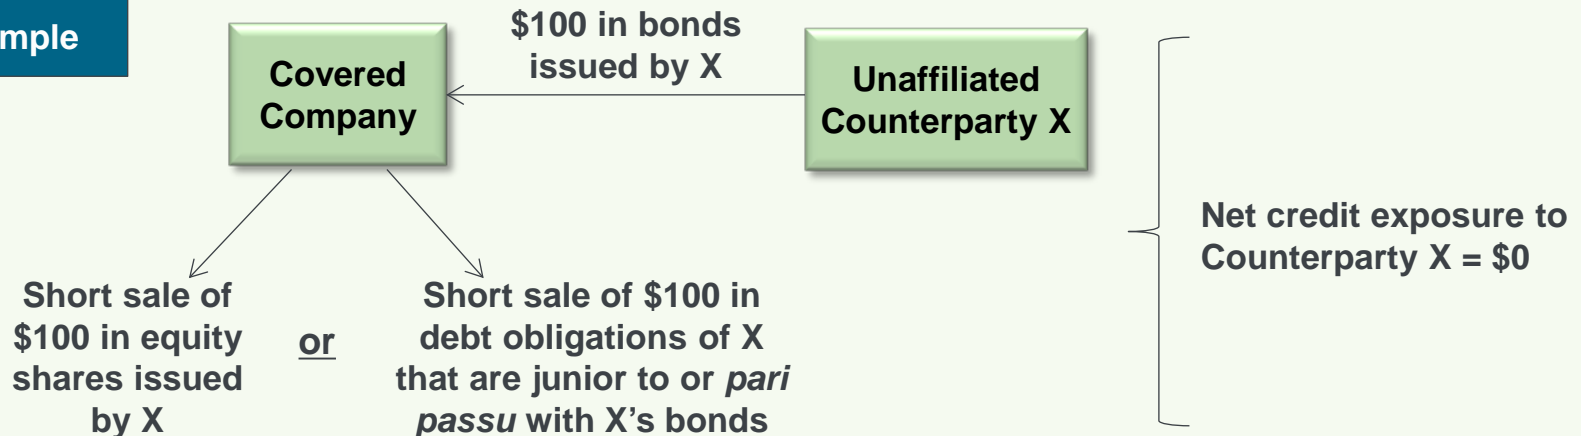 mple
$100 in bonds
issued by X
Covered
Company
Unaffiliated
Counterparty X
Net credit exposure to
Counterparty X = $0
Short sale of
$100 in equity
shares issued
by X
or
Short sale of $100 in
debt obligations of X
that are junior to or pari
passu with X’s bonds